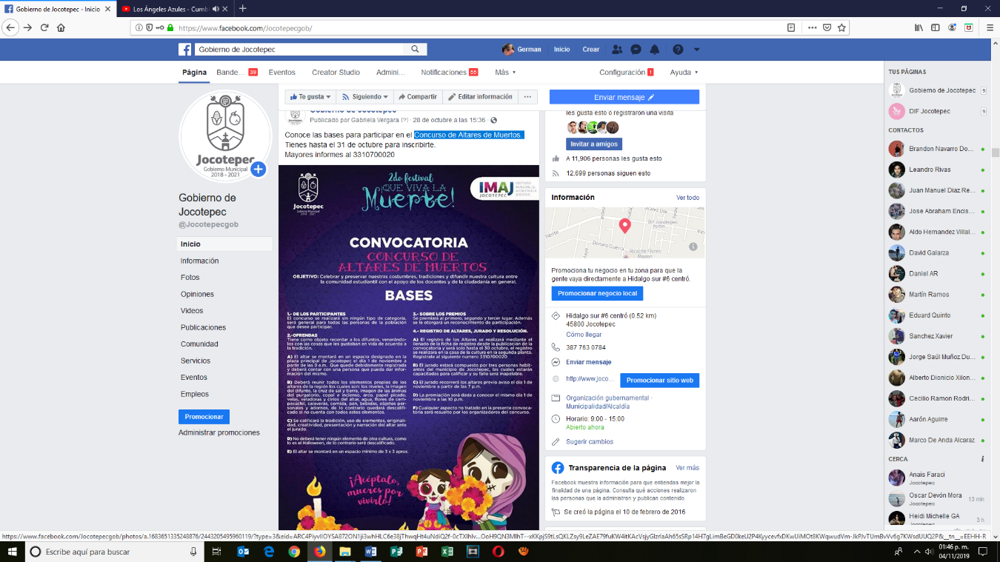 Gobierno de Jocotepec - Inicio
Los Ángeles Azules - Cumb
https://www.facebook.com/Jocotepecgob/
Gobierno de Jocotepec
German
Inicio
Crear
Página
Bande... 39
Eventos
Creator Studio
Admini...
Notificaciones 55
Más
Configuración 1
Ayuda
Te gusta
Siguiendo
Compartir
Editar información
Enviar mensaje
Jocotepec
Gobierno Municipal
2018 - 2021
Gobierno de
Jocotepec
@Jocotepecgob
Inicio
Información
Fotos
Opiniones
Videos
Publicaciones
Comunidad
Servicios
Eventos
Empleos
Promocionar
Administrar promociones
Gobierno de Jocotepec
Publicado por Gabriela Vergara [?] · 28 de octubre a las 15:36 ·
Conoce las bases para participar en el Concurso de Altares de Muertos.
Tienes hasta el 31 de octubre para inscribirte.
Mayores informes al 3310700020
Jocotepec
Gobierno Municipal
2018 - 2021
2do festival
¡QUE VIVA LA
Muerte!
IMAJ
JOCOTEPEC
CONVOCATORIA
CONCURSO DE
ALTARES DE MUERTOS
OBJETIVO: Celebrar y preservar nuestras costumbres, tradiciones y difundir nuestra cultura entre
la comunidad estudiantil con el apoyo de los docentes y de la ciudadanía en general.
BASES
1.- DE LOS PARTICIPANTES
El concurso se realizará sin ningún tipo de categoría,
será general para todas las personas de la población
que desee participar.
2.-OFRENDAS
Tiene como objeto recordar a los difuntos, venerándo-
los con las cosas que les gustaban en vida de acuerdo a
la tradición.
A) El altar se montará en un espacio designado en la
plaza principal de Jocotepec el día 1 de noviembre a
partir de las 9 a.m. Que quede debidamente registrada
y deberá contar con una persona que pueda dar infor-
mación del mismo.
B) Deberá reunir todos los elementos propios de los
altares de la región los cuales son: los niveles, la imagen
del difunto, la cruz de sal y tierra, imagen de las ánimas
del purgatorio, copal e incienso, arco, papel picado,
velas, veladoras y cirios del altar, agua, flores de cem-
pasuchil, calaveras, comida, pan, bebidas, objetos per-
sonales y adornos, de lo contrario quedará descalifi-
cado si no cuenta con todos estos elementos.
C) Se calificará la tradición, uso de elementos, originali-
dad, creatividad, presentación y narración del altar ante
el jurado.
D) No deberá tener ningún elemento de otra cultura, como
lo es el Halloween, de lo contrario será descalificado.
E) El altar se montará en un espacio mínimo de 3 x 3 aprox.
3.- SOBRE LOS PREMIOS
Se premiará al primero, segundo y tercer lugar. Además
se le otorgará un reconocimiento de participación.
4.- REGISTRO DE ALTARES, JURADO Y RESOLUCIÓN.
A) El registro de los Altares se realizará mediante el
llenado de la ficha de registro desde la publicación de la
convocatoria y será solo hasta el 30 octubre, el registro
se realizara en la casa de la cultura en la segunda planta.
Registrate al siguiente numero 3310700020
B) El jurado estará compuesto por tres personas habit-
antes del municipio de Jocotepec, las cuales estarán
capacitadas para calificar y su fallo será inapelable.
C) El jurado recorrerá los altares previo aviso el día 1 de
noviembre a partir de las 7 p.m.
D) La premiación será dada a conocer el mismo día 1 de
noviembre a las 10 p.m.
F) Cualquier aspecto no tratado en la presente convoca-
toria será resuelto por los organizadores del concurso.
¡Acéptalo,
mueres por
vivirlo!
les gusta esto o registraron una visita
Invitar a amigos
A 11,906 personas les gusta esto
12,699 personas siguen esto
Información
Ver todo
Dif Jocotepec
Donato Guerra
Ricardo Flores
Magon
Promociona tu negocio en tu zona para que la
gente vaya directamente a Hidalgo sur #6 centró.
Promocionar negocio local
Hidalgo sur #6 centró (0.52 km)
45800 Jocotepec
Cómo llegar
387 763 0784
Enviar mensaje
http://www.joco...
Promocionar sitio web
Organización gubernamental ·
Municipalidad/Alcaldía
Horario: 9:00 - 15:00
Abierto ahora
Sugerir cambios
Transparencia de la página
Ver más
Facebook muestra información para que entiendas mejor la
finalidad de una página. Consulta qué acciones realizaron
las personas que la administran y publican contenido.
Se creó la página el 10 de febrero de 2016
TUS PÁGINAS
Gobierno de Jocotepec 9
DIF Jocotepec 9
CONTACTOS
Brandon Navarro Do...
Leandro Rivas
Juan Manuel Diaz Re...
Jose Abraham Encis...
Aldo Hernandez Villal...
David Galarza
Daniel AR
Martín Ramos
Eduard Quinto
Sanchez Xavier
Jorge Saúl Muñoz Du...
Alberto Dionicio Xilon...
Cecilio Ramon Rodri...
Aarón Aguirre
Marco De Anda Alcaraz
CERCA
Anais Faraci
Jocotepec
Oscar Devón Mora
Jocotepec
13 min
Heidi Michelle GA
Jocotepec
3 h
Escribe aquí para buscar
01:46 p. m.
04/11/2019